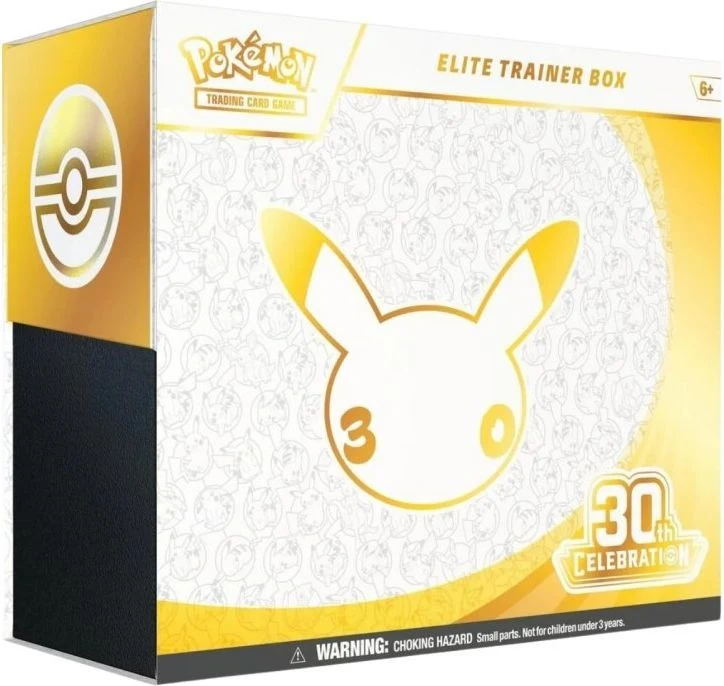 POKéMON
TRADING CARD GAME
ELITE TRAINER BOX
6+
3 0
30th
CELEBRATION
WARNING: CHOKING HAZARD Small parts. Not for children under 3 years.